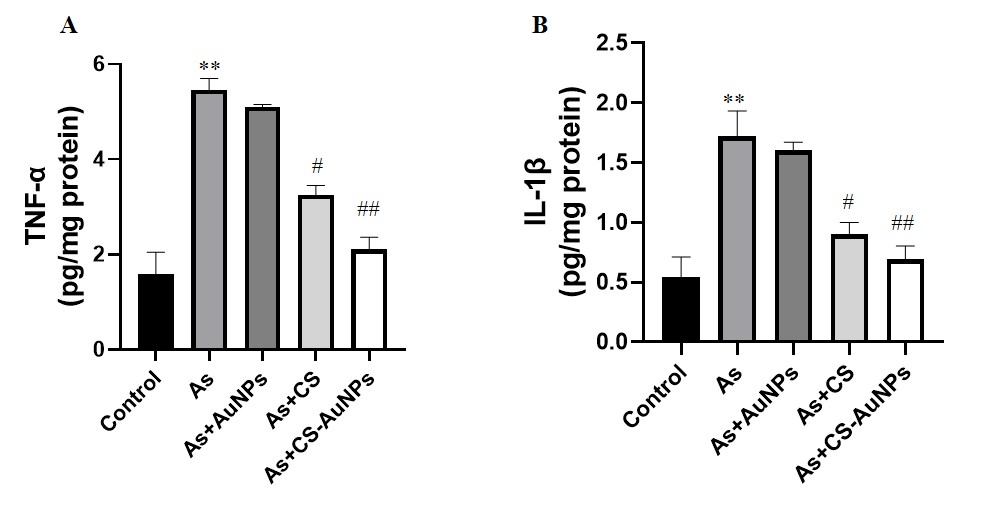 A
TNF-α
(pg/mg protein)
6
4
2
0
**
#
##
Control
As
As+AuNPs
As+CS
As+CS-AuNPs
B
IL-1β
(pg/mg protein)
2.5
2.0
1.5
1.0
0.5
0.0
**
#
##
Control
As
As+AuNPs
As+CS
As+CS-AuNPs